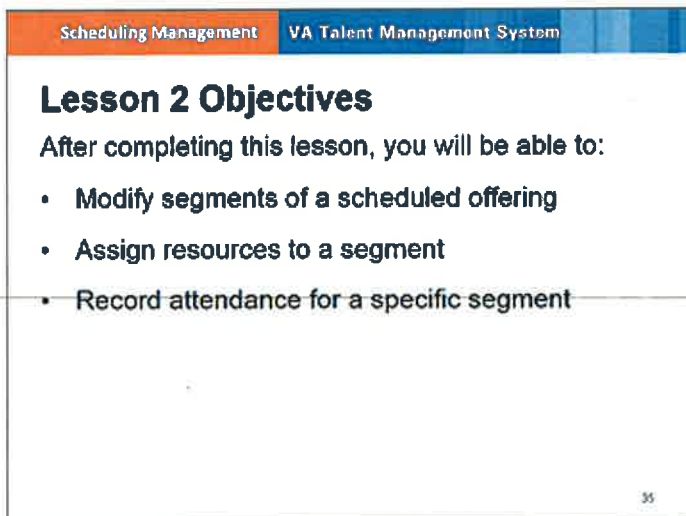 Scheduling Management VA Talent Management System
Lesson 2 Objectives
After completing this lesson, you will be able to:
• Modify segments of a scheduled offering
• Assign resources to a segment
• Record attendance for a specific segment
35